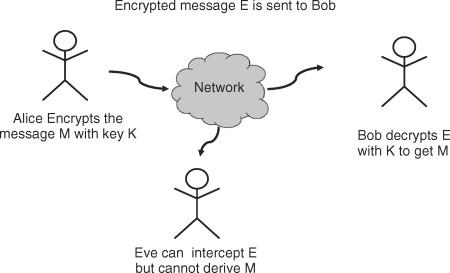 Encrypted message E is sent to Bob
Network
Alice Encrypts the
message M with key K
Bob decrypts E
with K to get M
Eve can intercept E
but cannot derive M